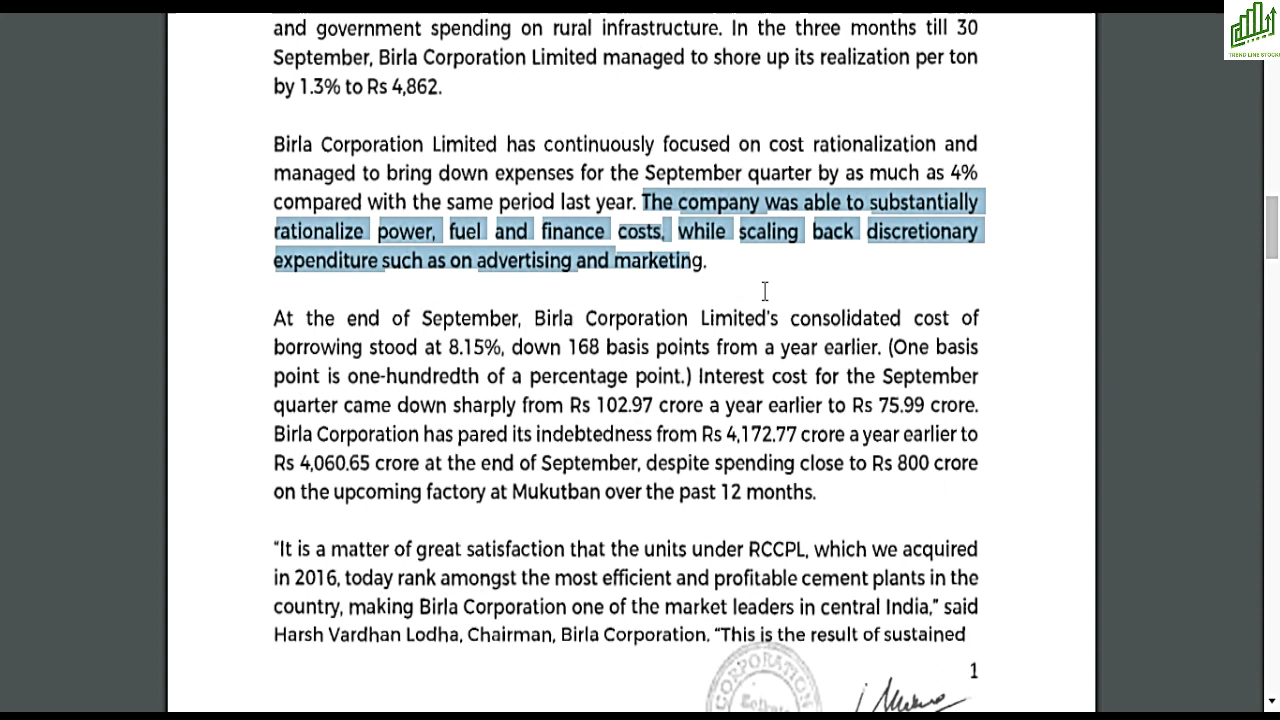 and government spending on rural infrastructure. In the three months till 30
September, Birla Corporation Limited managed to shore up its realization per ton
by 1.3% to Rs 4,862.
Birla Corporation Limited has continuously focused on cost rationalization and
managed to bring down expenses for the September quarter by as much as 4%
compared with the same period last year. The company was able to substantially
rationalize power, fuel and finance costs, while scaling back discretionary
expenditure such as on advertising and marketing.
At the end of September, Birla Corporation Limited's consolidated cost of
borrowing stood at 8.15%, down 168 basis points from a year earlier. (One basis
point is one-hundredth of a percentage point.) Interest cost for the September
quarter came down sharply from Rs 102.97 crore a year earlier to Rs 75.99 crore.
Birla Corporation has pared its indebtedness from Rs 4,172.77 crore a year earlier to
Rs 4,060.65 crore at the end of September, despite spending close to Rs 800 crore
on the upcoming factory at Mukutban over the past 12 months.
“It is a matter of great satisfaction that the units under RCCPL, which we acquired
in 2016, today rank amongst the most efficient and profitable cement plants in the
country, making Birla Corporation one of the market leaders in central India,” said
Harsh Vardhan Lodha, Chairman, Birla Corporation. “This is the result of sustained
1
CORPORATION
TREND LINE STOCK